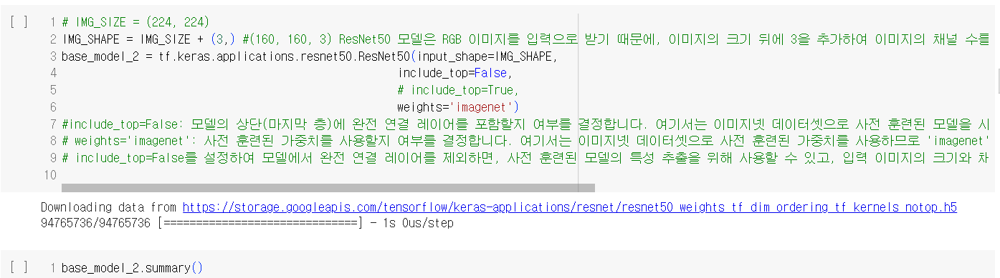 [ ] 1 # IMG_SIZE = (224, 224)
2 IMG_SHAPE = IMG_SIZE + (3,) #(160, 160, 3) ResNet50 모델은 RGB 이미지를 입력으로 받기 때문에, 이미지의 크기 뒤에 3을 추가하여 이미지의 채널 수를
3 base_model_2 = tf.keras.applications.resnet50.ResNet50(input_shape=IMG_SHAPE,
4 include_top=False,
5 # include_top=True,
6 weights='imagenet')
7 #include_top=False: 모델의 상단(마지막 층)에 완전 연결 레이어를 포함할지 여부를 결정합니다. 여기서는 이미지넷 데이터셋으로 사전 훈련된 모델을 시
8 # weights='imagenet': 사전 훈련된 가중치를 사용할지 여부를 결정합니다. 여기서는 이미지넷 데이터셋으로 사전 훈련된 가중치를 사용하므로 'imagenet'
9 # include_top=False를 설정하여 모델에서 완전 연결 레이어를 제외하면, 사전 훈련된 모델의 특성 추출을 위해 사용할 수 있고, 입력 이미지의 크기와 채
10
Downloading data from https://storage.googleapis.com/tensorflow/keras-applications/resnet/resnet50_weights_tf_dim_ordering_tf_kernels_notop.h5
94765736/94765736 [==============================] - 1s 0us/step
[ ] 1 base_model_2.summary()